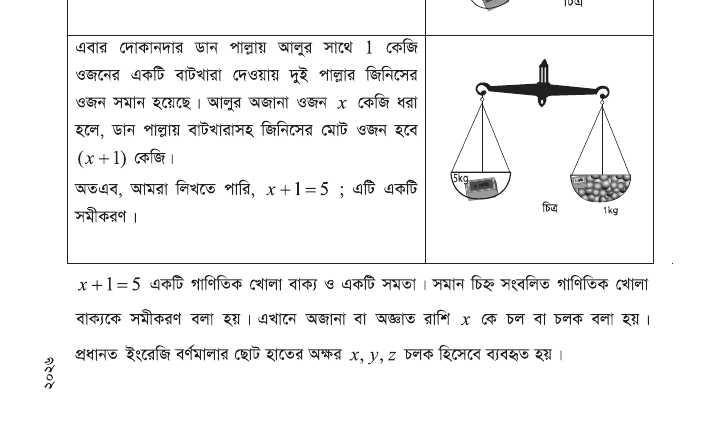 চিত্র
এবার দোকানদার ডান পাল্লায় আলুর সাথে 1 কেজি
ওজনের একটি বাটখারা দেওয়ায় দুই পাল্লার জিনিসের
ওজন সমান হয়েছে। আলুর অজানা ওজন x কেজি ধরা
হলে, ডান পাল্লায় বাটখারাসহ জিনিসের মোট ওজন হবে
(x+1) কেজি।
অতএব, আমরা লিখতে পারি, x+1=5 ; এটি একটি
সমীকরণ।
5kg
চিত্র
1kg
x+1=5 একটি গাণিতিক খোলা বাক্য ও একটি সমতা। সমান চিহ্ন সংবলিত গাণিতিক খোলা
বাক্যকে সমীকরণ বলা হয়। এখানে অজানা বা অজ্ঞাত রাশি x কে চল বা চলক বলা হয়।
প্রধানত ইংরেজি বর্ণমালার ছোট হাতের অক্ষর x, y, z চলক হিসেবে ব্যবহৃত হয়।
২০২৬